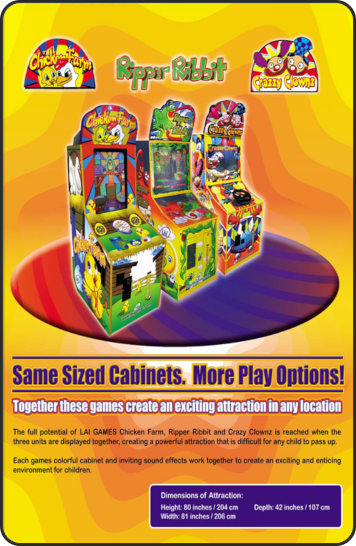 Chicken Farm
Ripper Ribbit
Crazzy Clownz
Same Sized Cabinets. More Play Options!
Together these games create an exciting attraction in any location
The full potential of LAI GAMES Chicken Farm, Ripper Ribbit and Crazy Clownz is reached when the
three units are displayed together, creating a powerful attraction that is difficult for any child to pass up.
Each games colorful cabinet and inviting sound effects work together to create an exciting and enticing
environment for children.
Dimensions of Attraction:
Height: 80 inches / 204 cm Depth: 42 inches / 107 cm
Width: 81 inches / 206 cm